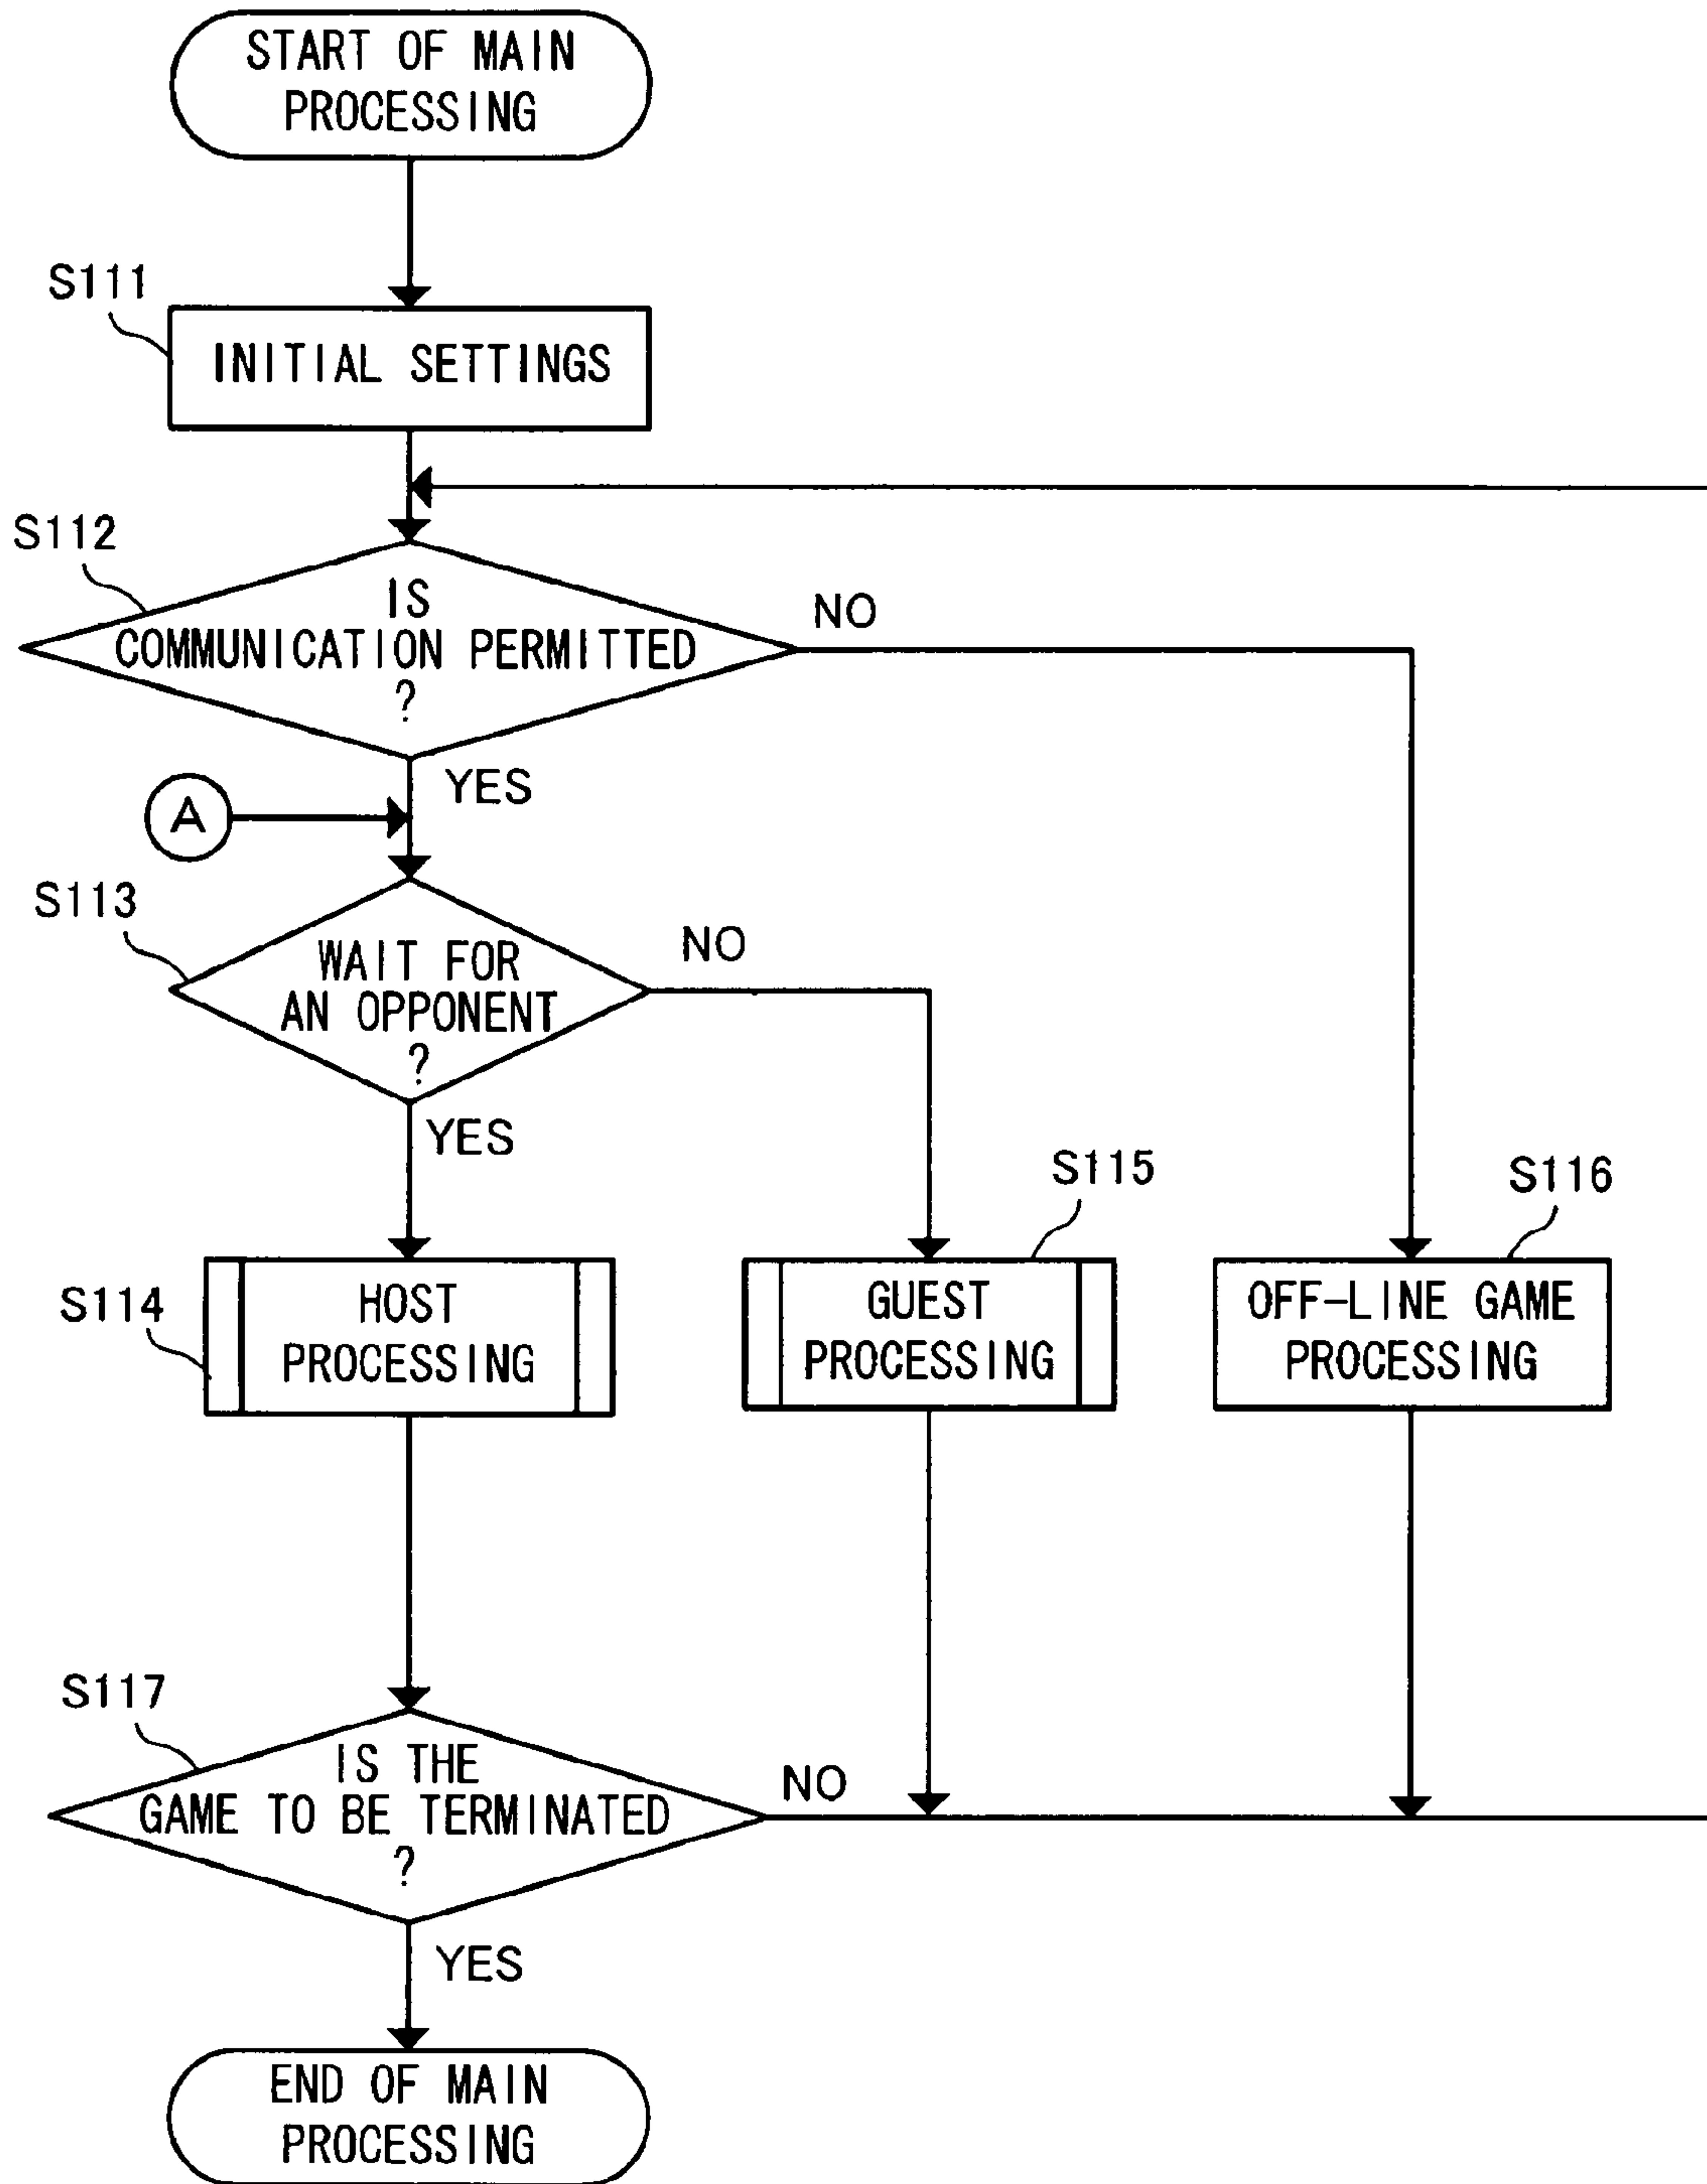 START OF MAIN
PROCESSING
S111
INITIAL SETTINGS
S112
IS
COMMUNICATION PERMITTED
?
NO
YES
A
S113
WAIT FOR
AN OPPONENT
?
NO
YES
S114
HOST
PROCESSING
S115
GUEST
PROCESSING
S116
OFF-LINE GAME
PROCESSING
S117
IS THE
GAME TO BE TERMINATED
?
NO
YES
END OF MAIN
PROCESSING